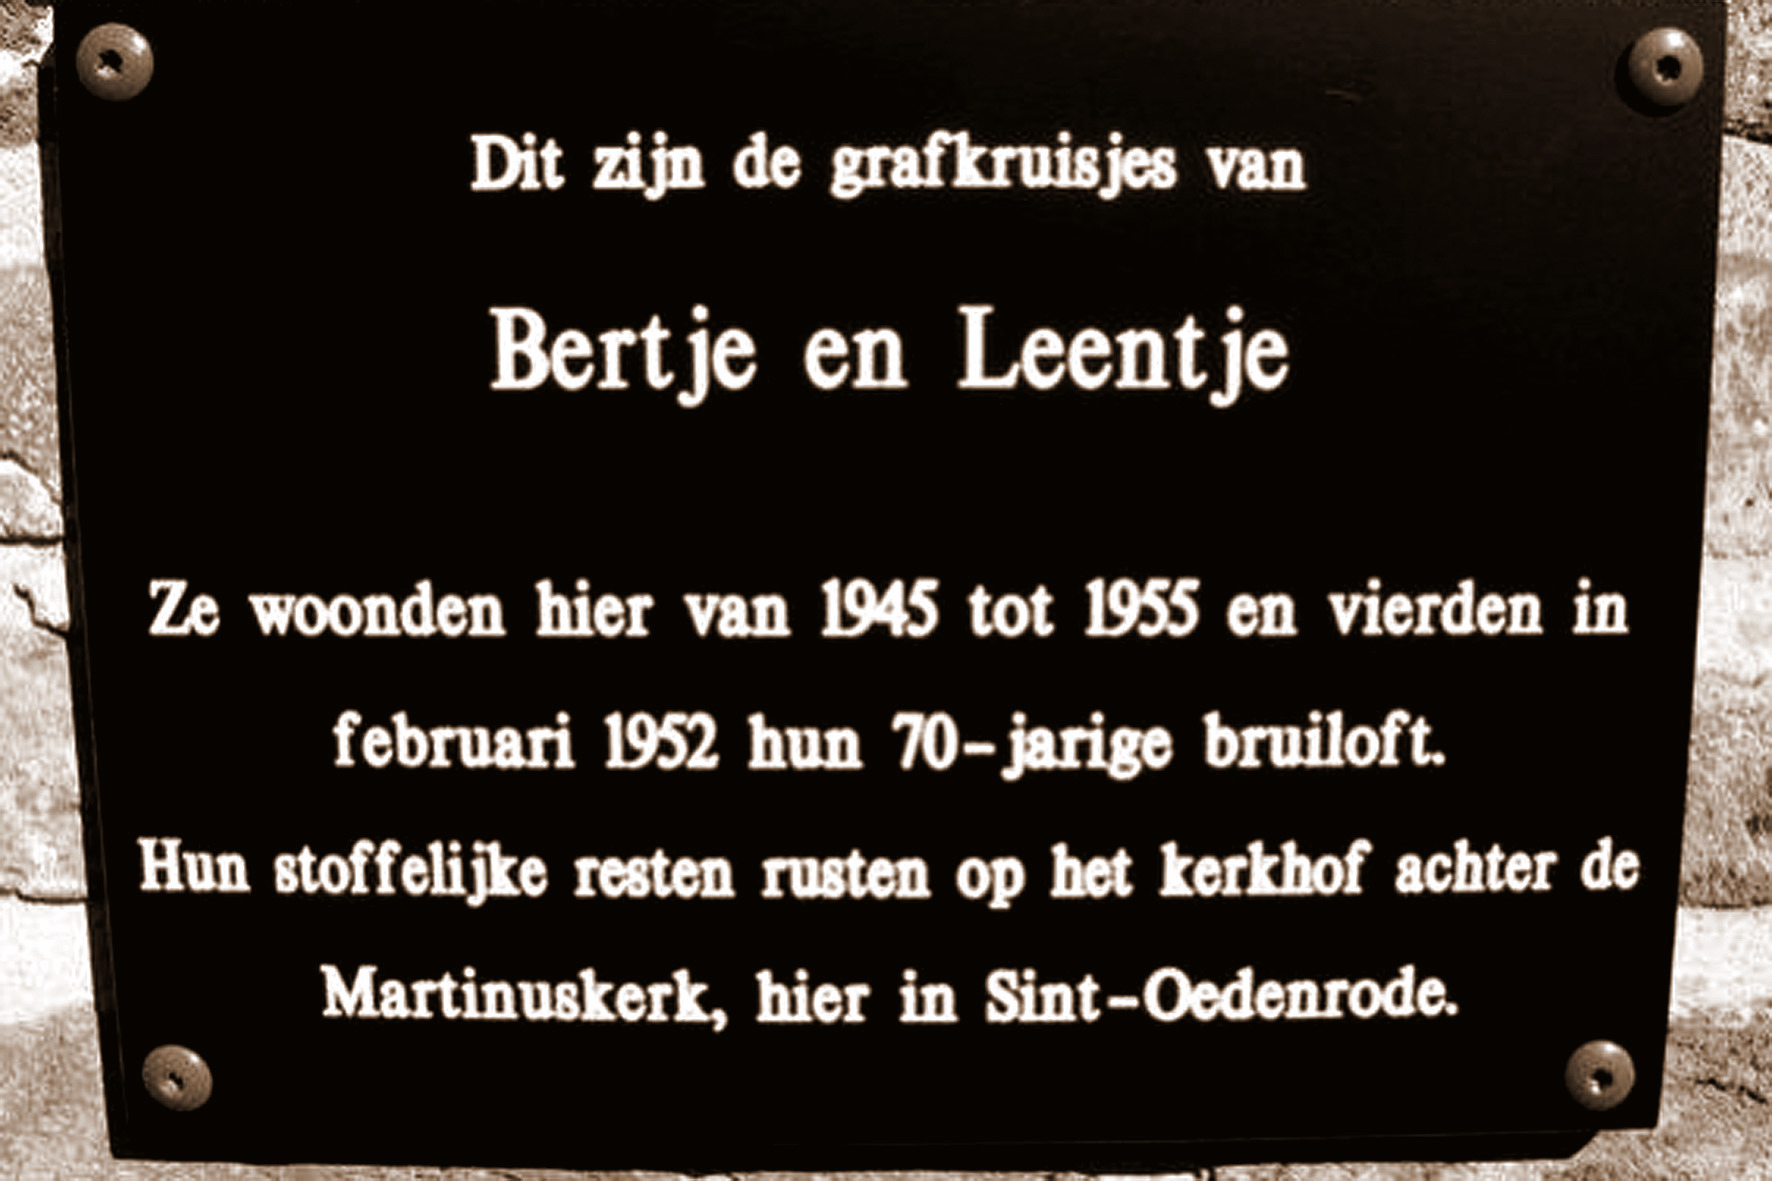 Dit zijn de grafkruisjes van
Bertje en Leentje
Ze woonden hier van 1945 tot 1955 en vierden in
februari 1952 hun 70-jarige bruiloft.
Hun stoffelijke resten rusten op het kerkhof achter de
Martinuskerk, hier in Sint-Oedenrode.